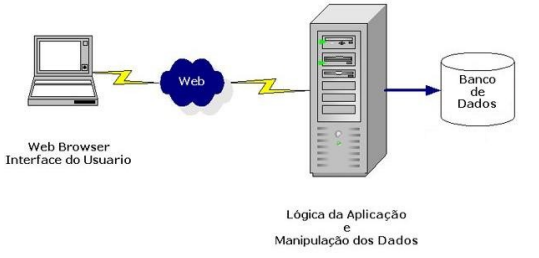 Web
Banco
de
Dados
Web Browser
Interface do Usuario
Lógica da Aplicação
e
Manipulação dos Dados